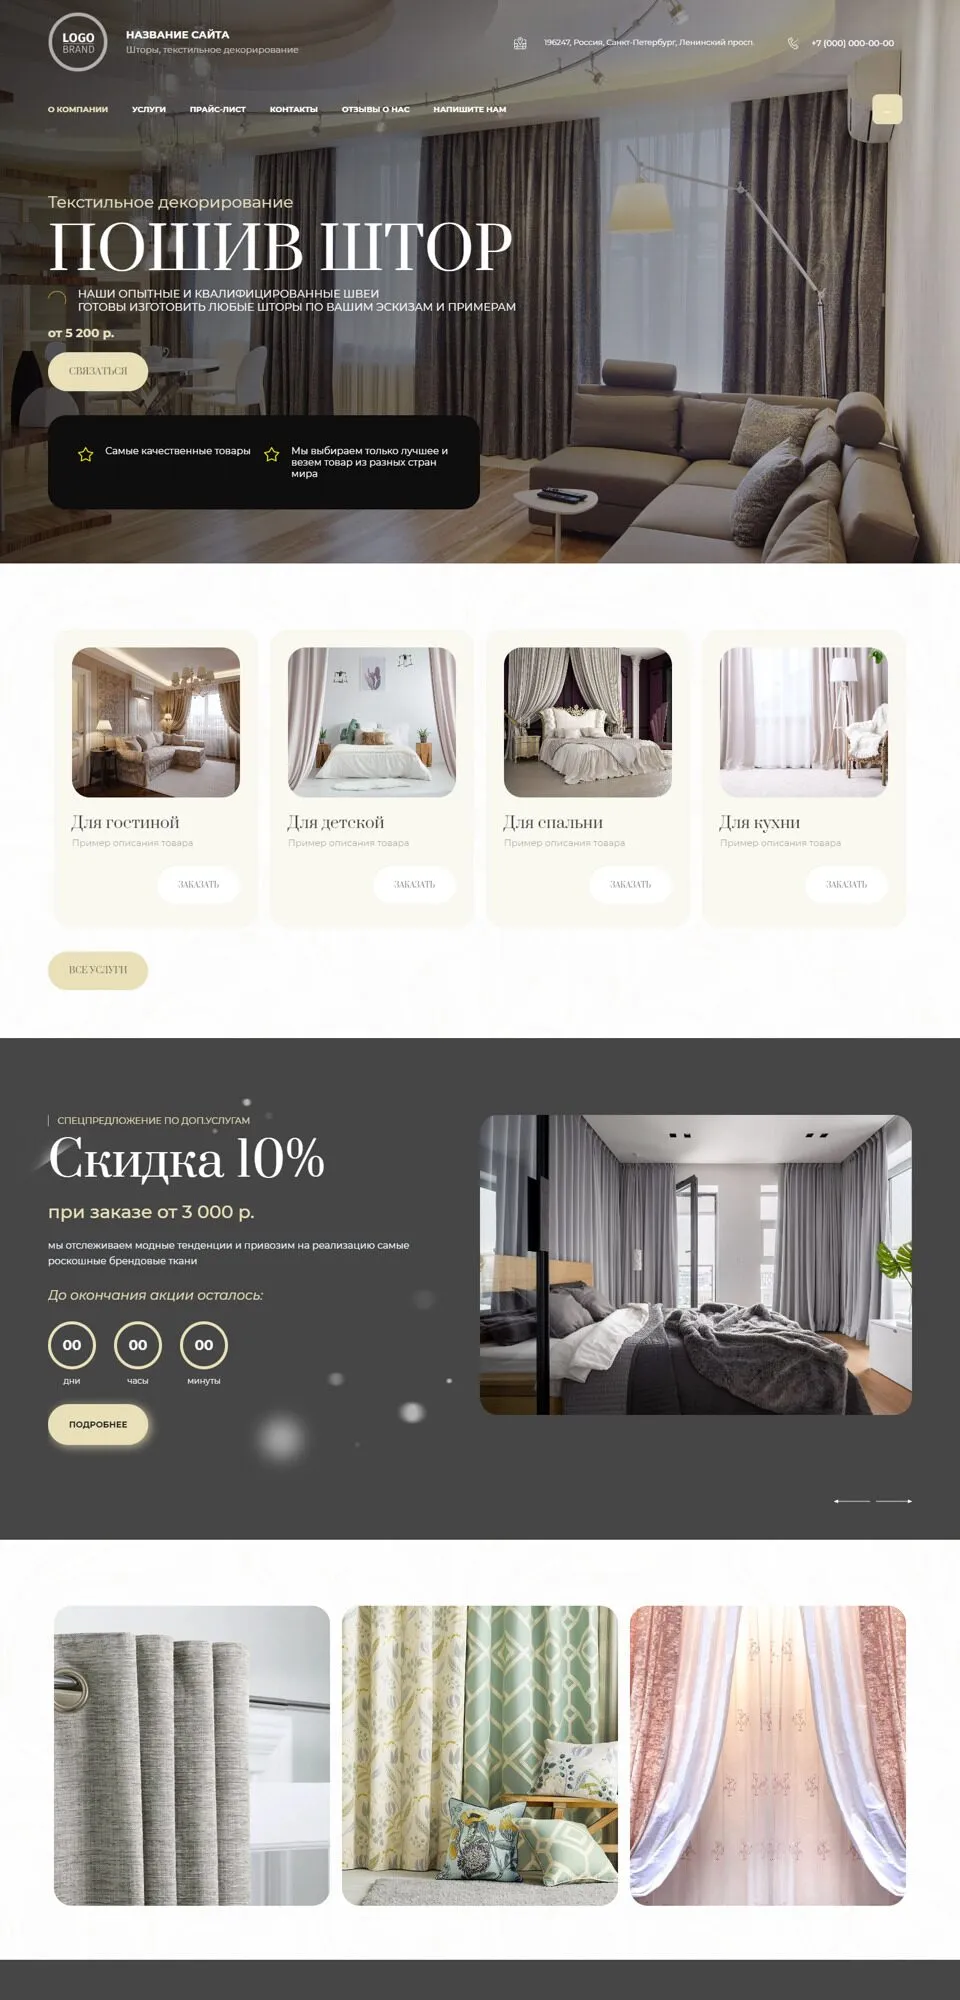 LOGO
BRAND
НАЗВАНИЕ САЙТА
Шторы, текстильное декорирование
196247, Россия, Санкт-Петербург, Ленинский просп.
+7 (000) 000-00-00
О КОМПАНИИ
УСЛУГИ
ПРАЙС-ЛИСТ
КОНТАКТЫ
ОТЗЫВЫ О НАС
НАПИШИТЕ НАМ
Текстильное декорирование
ПОШИВ ШТОР
НАШИ ОПЫТНЫЕ И КВАЛИФИЦИРОВАННЫЕ ШВЕИ
ГОТОВЫ ИЗГОТОВИТЬ ЛЮБЫЕ ШТОРЫ ПО ВАШИМ ЭСКИЗАМ И ПРИМЕРАМ
от 5 200 р.
СВЯЗАТЬСЯ
Самые качественные товары
Мы выбираем только лучшее и
везем товар из разных стран
мира
Для гостиной
Пример описания товара
ЗАКАЗАТЬ
Для детской
Пример описания товара
ЗАКАЗАТЬ
Для спальни
Пример описания товара
ЗАКАЗАТЬ
Для кухни
Пример описания товара
ЗАКАЗАТЬ
ВСЕ УСЛУГИ
СПЕЦПРЕДЛОЖЕНИЕ ПО ДОП.УСЛУГАМ
Скидка 10%
при заказе от 3 000 р.
мы отслеживаем модные тенденции и привозим на реализацию самые
роскошные брендовые ткани
До окончания акции осталось:
00
00
00
дни
часы
минуты
ПОДРОБНЕЕ